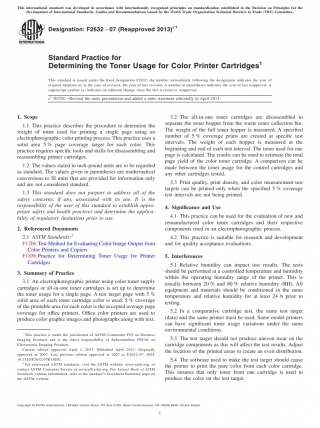 This international standard was developed in accordance with internationally recognized principles on standardization established in the Decision on Principles for the
Development of International Standards, Guides and Recommendations issued by the World Trade Organization Technical Barriers to Trade (TBT) Committee.
Designation: F2632 − 07 (Reapproved 2013)ε1
Standard Practice for
Determining the Toner Usage for Color Printer Cartridges1
This standard is issued under the fixed designation F2632; the number immediately following the designation indicates the year of
original adoption or, in the case of revision, the year of last revision. A number in parentheses indicates the year of last reapproval. A
superscript epsilon (ε) indicates an editorial change since the last revision or reapproval.
ε1 NOTE—Revised the units presentation and added a units statement editorially in April 2013.
1. Scope
1.1 This practice describes the procedure to determine the
weight of toner used for printing a single page using an
electrophotographic color printing process. This practice uses a
solid area 5 % page coverage target for each color. This
practice requires specific tools and skills for disassembling and
reassembling printer cartridges.
1.2 The values stated in inch-pound units are to be regarded
as standard. The values given in parentheses are mathematical
conversions to SI units that are provided for information only
and are not considered standard.
1.3 This standard does not purport to address all of the
safety concerns, if any, associated with its use. It is the
responsibility of the user of this standard to establish appro-
priate safety and health practices and determine the applica-
bility of regulatory limitations prior to use.
2. Referenced Documents
2.1 ASTM Standards:2
F1206 Test Method for Evaluating Color Image Output from
Color Printers and Copiers
F1856 Practice for Determining Toner Usage for Printer
Cartridges
3. Summary of Practice
3.1 An electrophotographic printer using color toner supply
cartridges or all-in-one toner cartridges is set up to determine
the toner usage for a single page. A test target page with 5 %
solid area of each toner cartridge color is used. 5 % coverage
of the printable area for each color is the accepted average page
coverage for office printers. Office color printers are used to
produce color graphic images and photographs along with text.
1 This practice is under the jurisdiction of ASTM Committee F05 on Business
Imaging Products and is the direct responsibility of Subcommittee F05.04 on
Electrostatic Imaging Products.
Current edition approved April 1, 2013. Published April 2013. Originally
approved in 2007. Last previous edition approved in 2007 as F2632–07. DOI:
10.1520/F2632-07R13E01.
2 For referenced ASTM standards, visit the ASTM website, www.astm.org, or
contact ASTM Customer Service at service@astm.org. For Annual Book of ASTM
Standards volume information, refer to the standard's Document Summary page on
the ASTM website.
3.2 The all-in-one toner cartridges are disassembled to
separate the toner hopper from the waste toner collection bin.
The weight of the full toner hopper is measured. A specified
number of 5 % coverage prints are created at specific test
intervals. The weight of each hopper is measured at the
beginning and end of each test interval. The toner used for one
page is calculated. The results can be used to estimate the total
page yield of the color toner cartridge. A comparison can be
made between the toner usage for the control cartridges and
any other cartridges tested.
3.3 Print quality, print density, and color measurement test
targets can be printed only when the specified 5 % coverage
test intervals are not being printed.
4. Significance and Use
4.1 This practice can be used for the evaluation of new and
remanufactured color toner cartridges and their respective
components used in an electrophotographic process.
4.2 This practice is suitable for research and development
and for quality acceptance evaluations.
5. Interferences
5.1 Relative humidity can impact test results. The tests
should be performed at a controlled temperature and humidity
within the operating humidity range of the printer. This is
usually between 20 % and 80 % relative humidity (RH). All
equipment and materials should be conditioned in the same
temperature and relative humidity for at least 24 h prior to
testing.
5.2 In a comparative test cartridge test, the same test target
(data) and the same printer must be used. Same model printers
can have significant toner usage variations under the same
environmental conditions.
5.3 The test target should not produce uneven wear on the
cartridge components as this will affect the test results. Adjust
the location of the printed areas to create an even distribution.
5.4 The software used to make the test target should cause
the printer to print the pure color from each color cartridge.
This ensures that only toner from one cartridge is used to
produce the color on the test target.
Copyright © ASTM International, 100 Barr Harbor Drive, PO Box C700, West Conshohocken, PA 19428-2959. United States
1